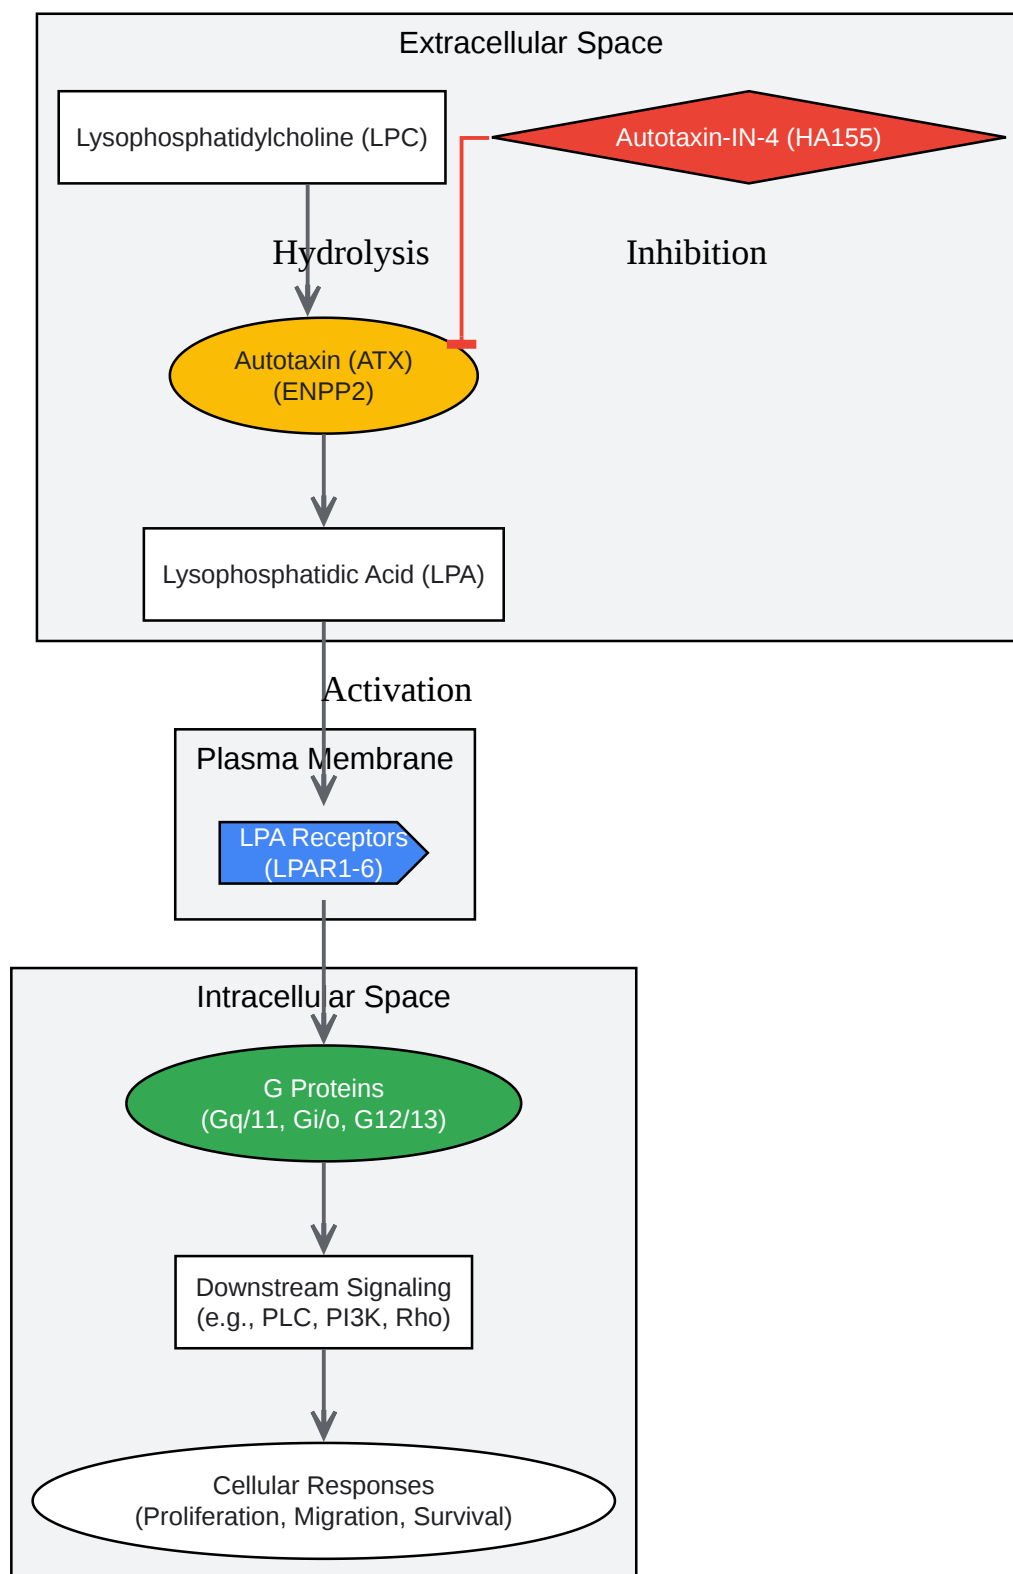 Extracellular Space
Lysophosphatidylcholine (LPC)
Autotaxin-IN-4 (HA155)
Hydrolysis
Inhibition
Autotaxin (ATX)
(ENPP2)
Lysophosphatidic Acid (LPA)
Activation
Plasma Membrane
LPA Receptors
(LPAR1-6)
Intracellular Space
G Proteins
(Gq/11, Gi/o, G12/13)
Downstream Signaling
(e.g., PLC, PI3K, Rho)
Cellular Responses
(Proliferation, Migration, Survival)